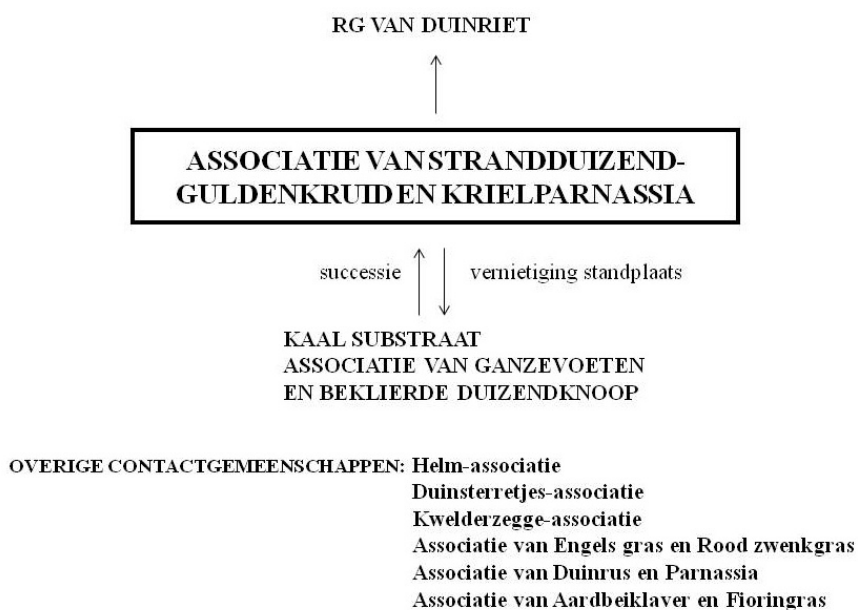 RG VAN DUINRIET
ASSOCIATIE VAN STRANDDUIZEND-
GULDENKRUID EN KRIELPARNASSIA
successie
vernietiging standplaats
KAAL SUBSTRAAT
ASSOCIATIE VAN GANZEVOETEN
EN BEKLIERDE DUIZENDKNOOP
OVERIGE CONTACTGEMEENSCHAPPEN: Helm-associatie
Duinsterretjes-associatie
Kwelderzegge-associatie
Associatie van Engels gras en Rood zwenkgras
Associatie van Duinrus en Parnassia
Associatie van Aardbeiklaver en Fioringras